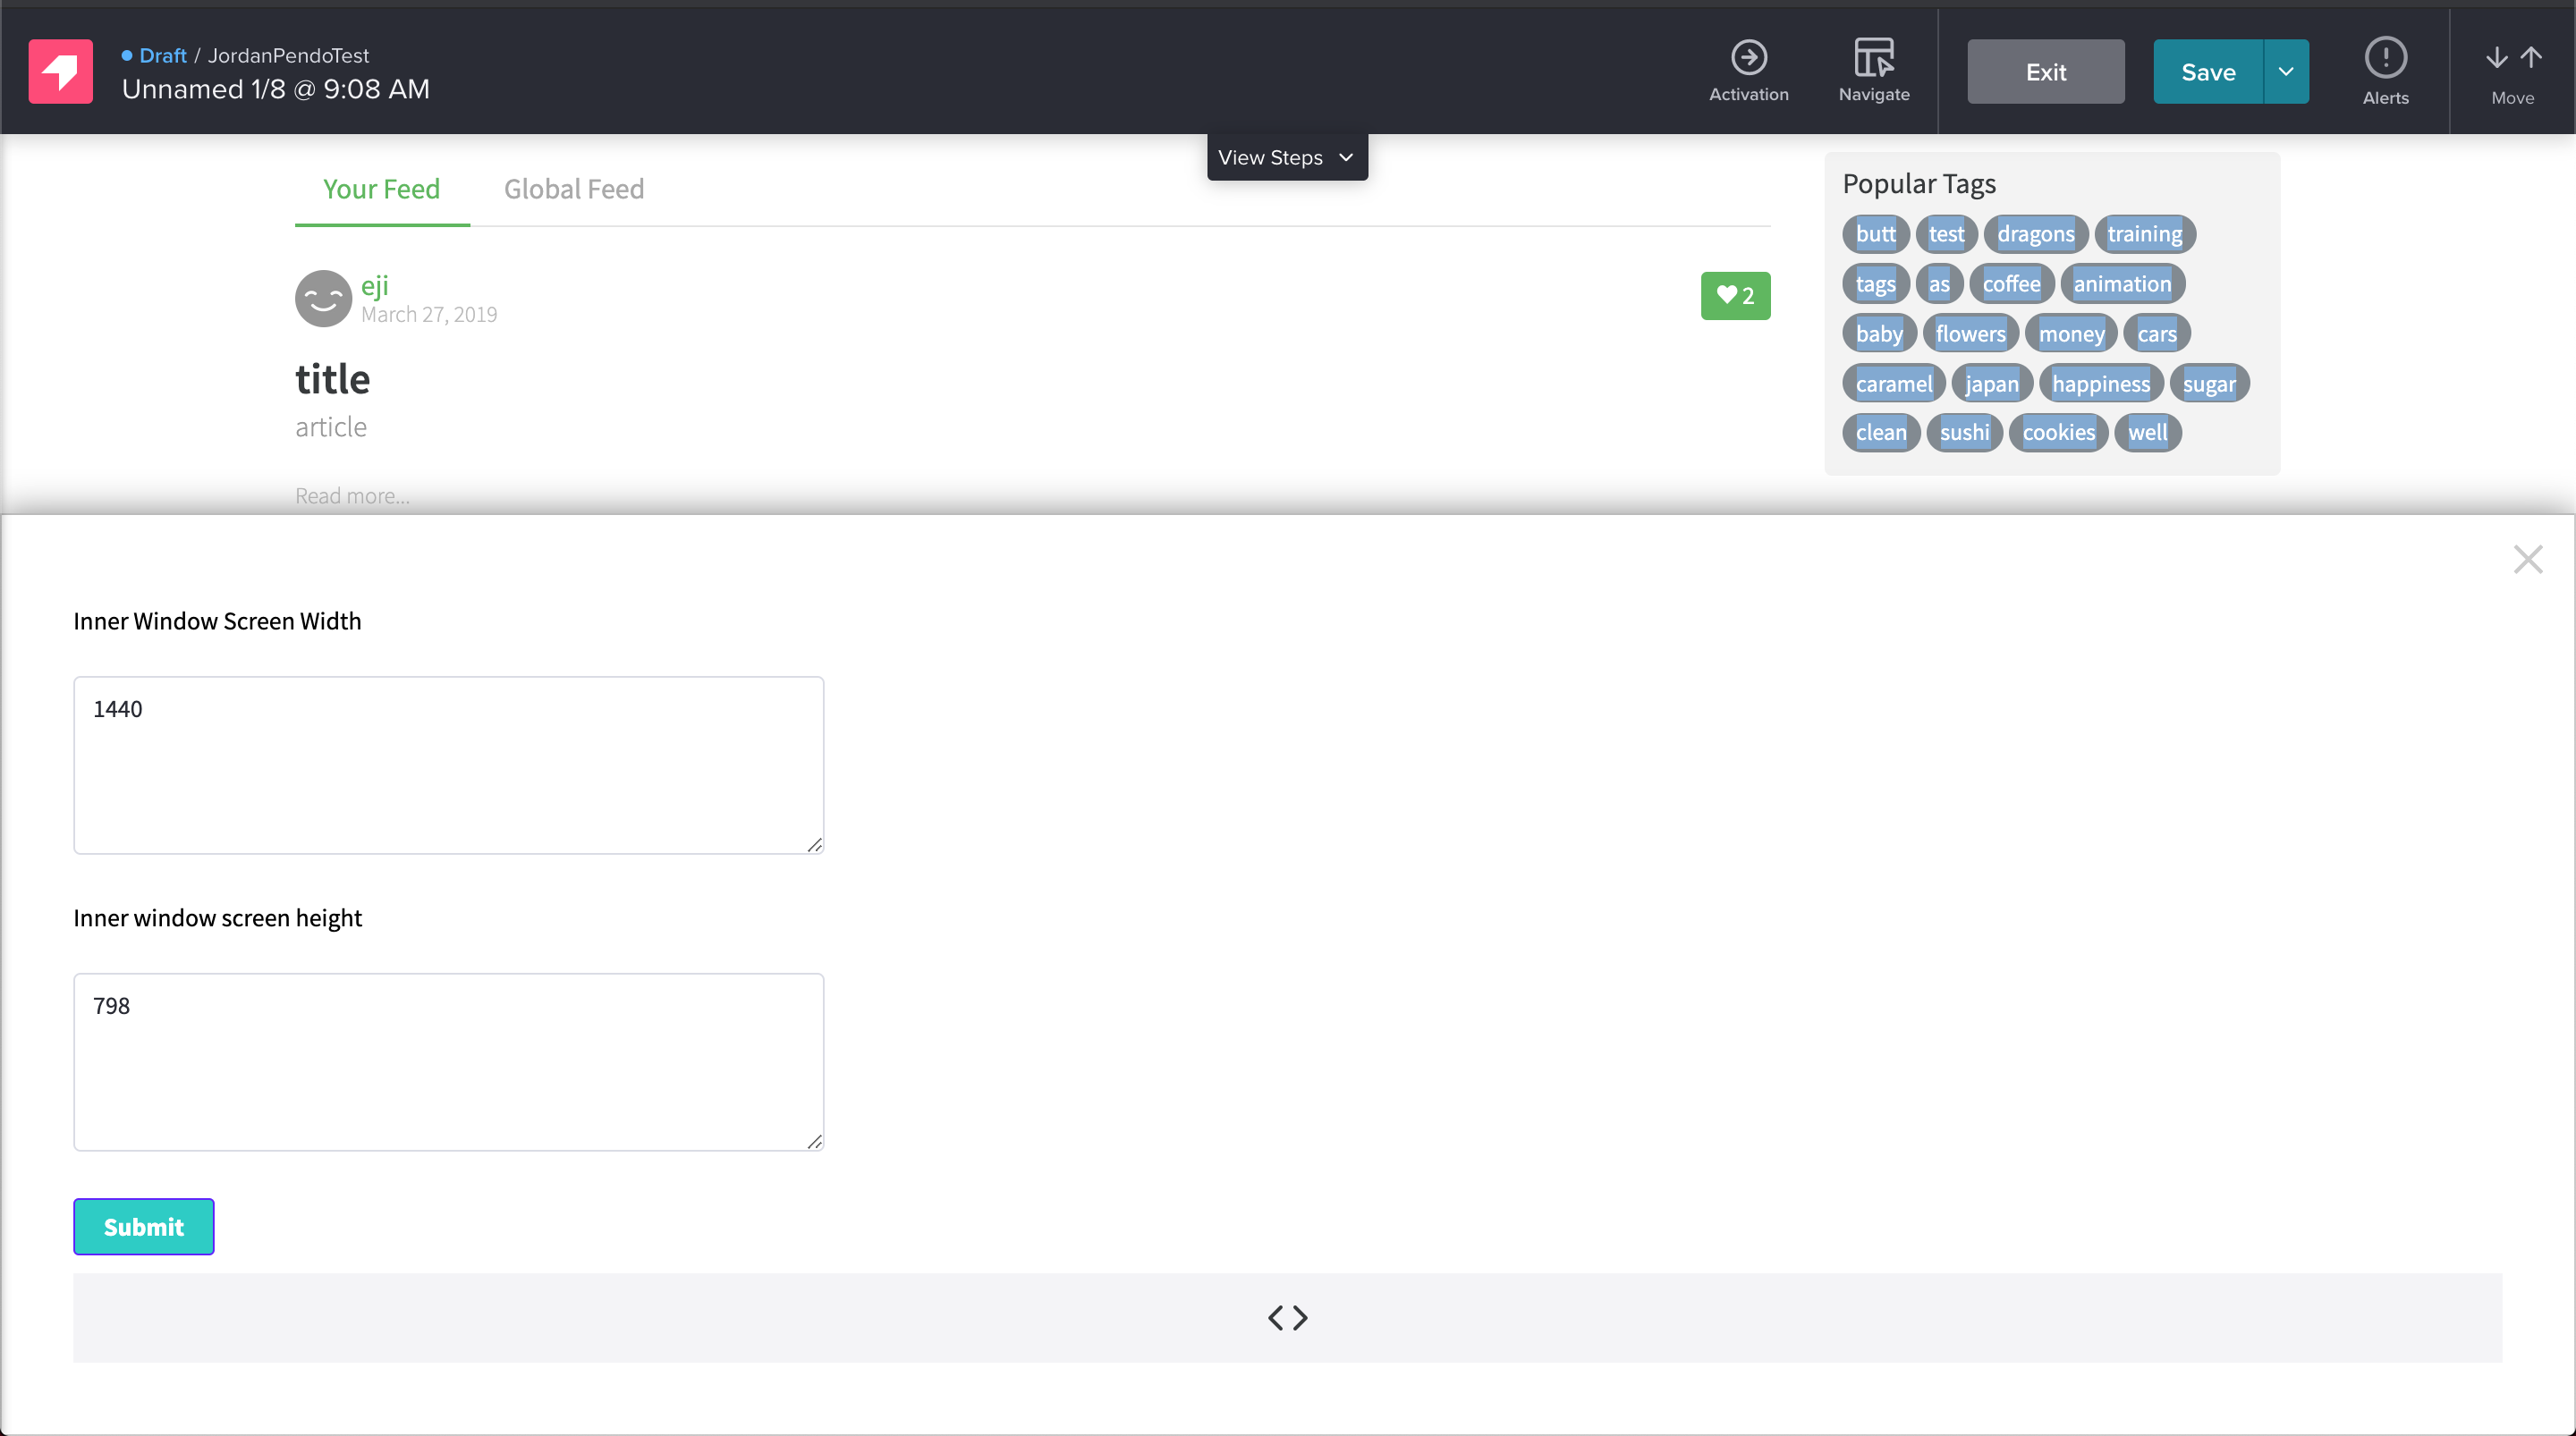 Draft / JordanPendoTest
Unnamed 1/8 @ 9:08 AM
Activation
Navigate
Exit
Save
Alerts
Move
View Steps
Your Feed
Global Feed
eji
March 27, 2019
2
title
article
Read more...
Popular Tags
butt test dragons training
tags as coffee animation
baby flowers money cars
caramel japan happiness sugar
clean sushi cookies well
Inner Window Screen Width
1440
Inner window screen height
798
Submit